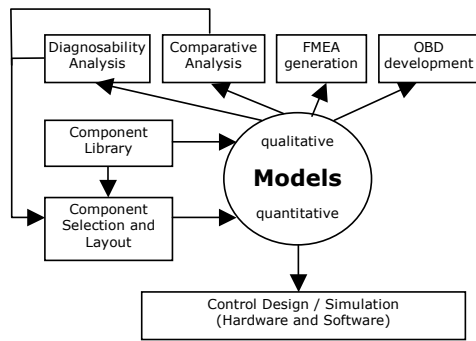 Diagnosability
Analysis
Comparative
Analysis
FMEA
generation
OBD
development
Component
Library
qualitative
Models
quantitative
Component
Selection and
Layout
Control Design / Simulation
(Hardware and Software)